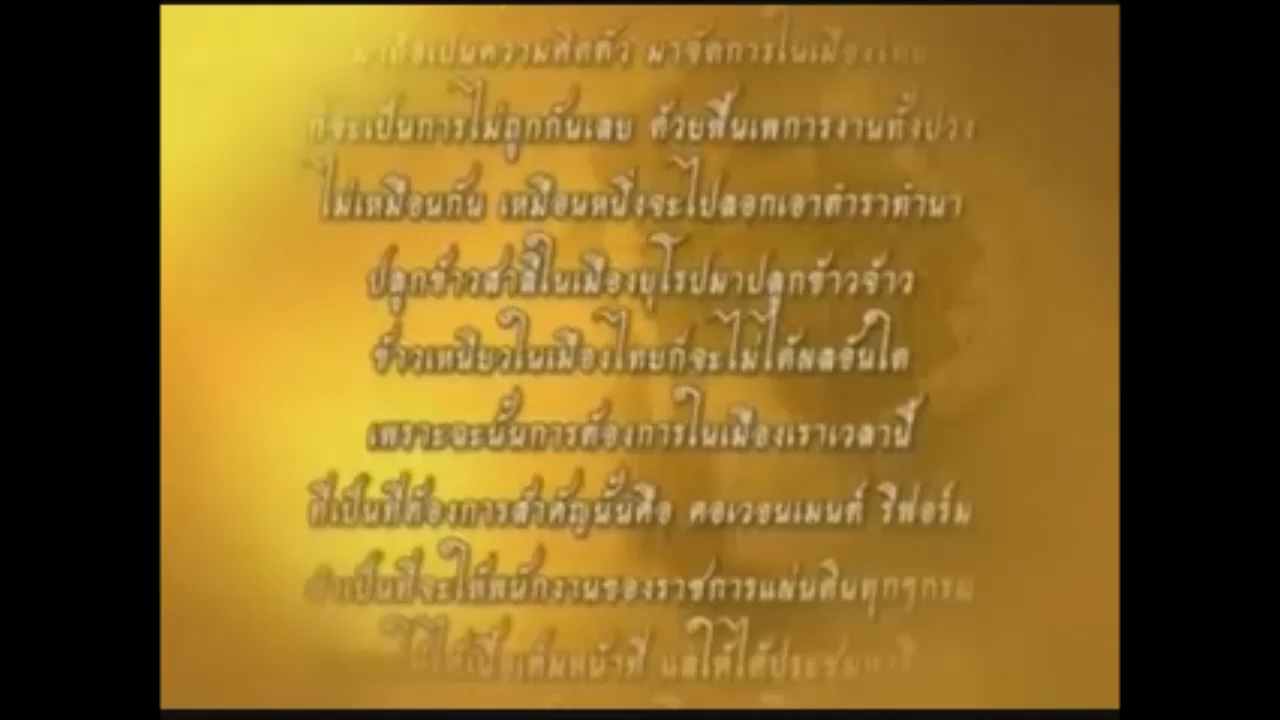 มาถือเป็นความคิดตัว มาจัดการในเมืองไทย
ก็จะเป็นการไม่ถูกกันเลย ด้วยพื้นเพการงานทั้งปวง
ไม่เหมือนกัน เหมือนหนึ่งจะไปลอกเอาตำราทำนา
ปลูกข้าวสาลีในเมืองยุโรปมาปลูกข้าวจ้าว
ข้าวเหนียวในเมืองไทยก็จะไม่ได้ผลอันใด
เพราะฉะนั้นการต้องการในเมืองเราเวลานี้
ที่เป็นที่ต้องการสำคัญนั้นคือ คอเวอนเมนต์ รีฟอร์ม
จำเป็นที่จะให้พนักงานของราชการแผ่นดินทุกๆกรม
เต็มหน้าที่ แลให้ได้ประชุม